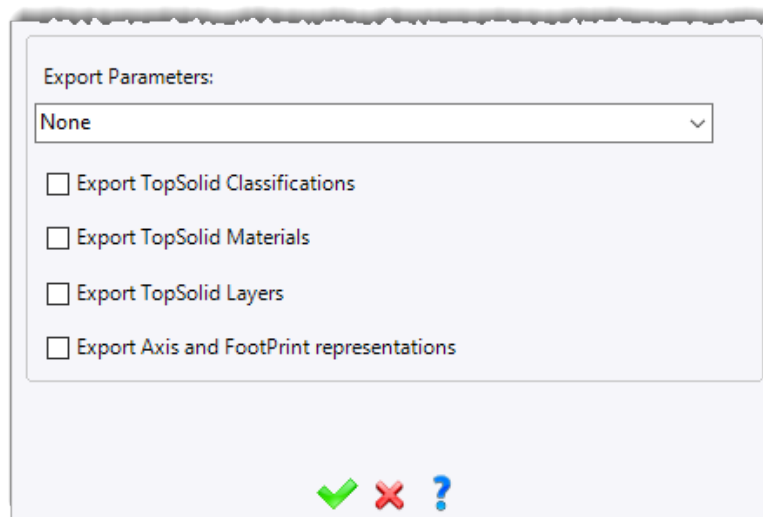 Export Parameters:
None
Export TopSolid Classifications
Export TopSolid Materials
Export TopSolid Layers
Export Axis and FootPrint representations